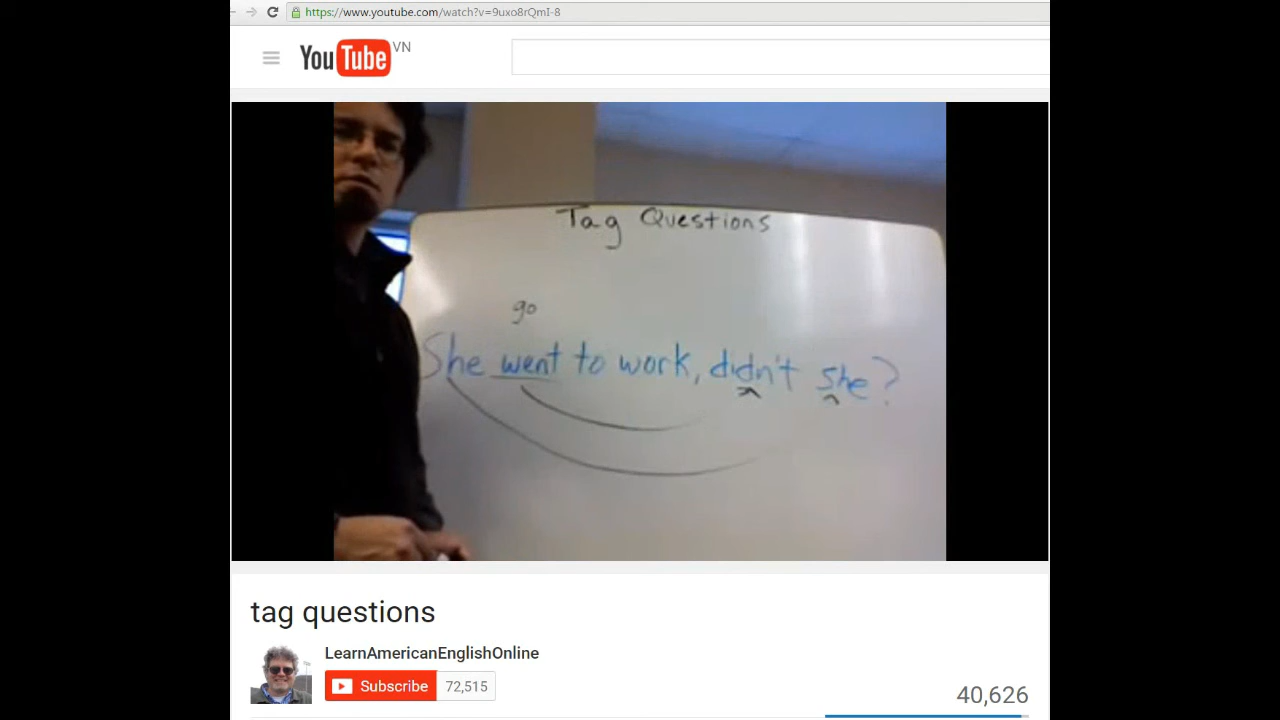 https://www.youtube.com/watch?v=9uxo8rQmI-8
YouTube VN
Tag Questions
go
She went to work, didn't she?
tag questions
LearnAmericanEnglishOnline
Subscribe 72,515
40,626